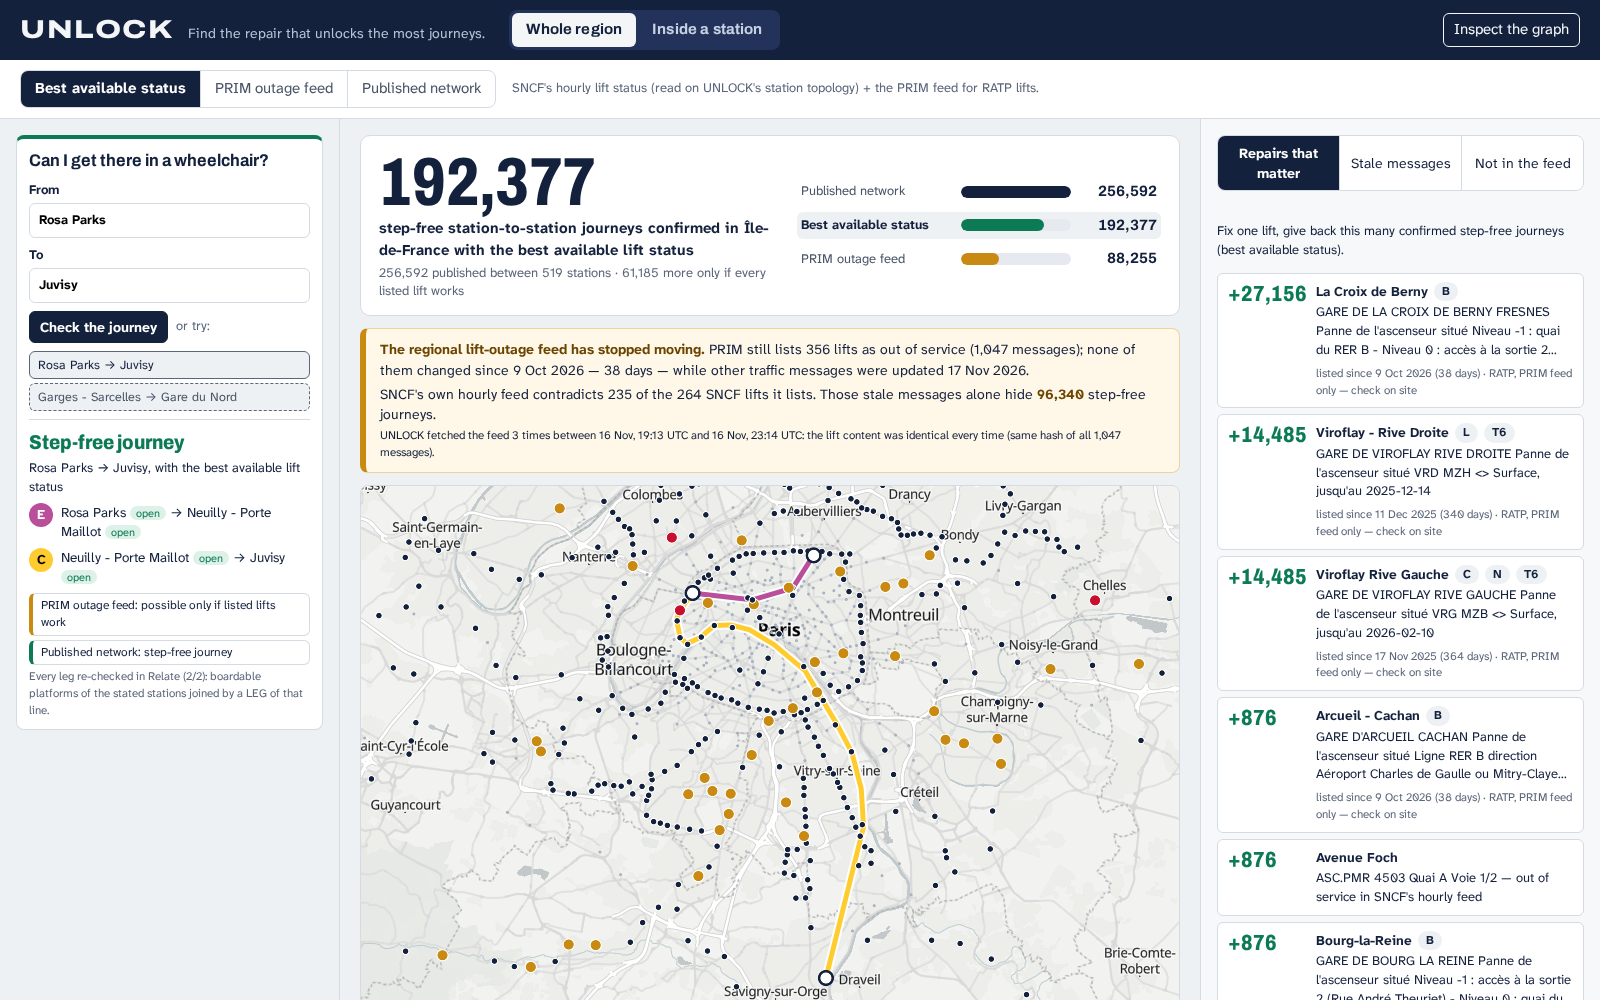 UNLOCK
Find the repair that unlocks the most journeys.
Whole region
Inside a station
Inspect the graph
Best available status
PRIM outage feed
Published network
SNCF's hourly lift status (read on UNLOCK's station topology) + the PRIM feed for RATP lifts.
Can I get there in a wheelchair?
From
Rosa Parks
To
Juvisy
Check the journey
or try:
Rosa Parks → Juvisy
Garges - Sarcelles → Gare du Nord
Step-free journey
Rosa Parks → Juvisy, with the best available lift
status
E
Rosa Parks open → Neuilly - Porte
Maillot open
C
Neuilly - Porte Maillot open → Juvisy
open
PRIM outage feed: possible only if listed lifts
work
Published network: step-free journey
Every leg re-checked in Relate (2/2): boardable
platforms of the stated stations joined by a LEG of that
line.
192,377
step-free station-to-station journeys confirmed in Île-
de-France with the best available lift status
256,592 published between 519 stations · 61,185 more only if every
listed lift works
Published network 256,592
Best available status 192,377
PRIM outage feed 88,255
The regional lift-outage feed has stopped moving. PRIM still lists 356 lifts as out of service (1,047 messages); none of
them changed since 9 Oct 2026 — 38 days — while other traffic messages were updated 17 Nov 2026.
SNCF's own hourly feed contradicts 235 of the 264 SNCF lifts it lists. Those stale messages alone hide 96,340 step-free
journeys.
UNLOCK fetched the feed 3 times between 16 Nov, 19:13 UTC and 16 Nov, 23:14 UTC: the lift content was identical every time (same hash of all 1,047
messages).
Colombes
Drancy
Livry-Gargan
Aubervilliers
Saint-Germain-
en-Laye
Bondy
Nanterre
Chelles
Montreuil
Paris
Noisy-le-Grand
Boulogne-
Billancourt
Champigny-
sur-Marne
aint-Cyr-l'École
Vitry-sur-Seine
Créteil
Guyancourt
Brie-Comte-
Robert
Draveil
Savigny-sur-Orge
Repairs that
matter
Stale messages
Not in the feed
Fix one lift, give back this many confirmed step-free journeys
(best available status).
+27,156
La Croix de Berny B
GARE DE LA CROIX DE BERNY FRESNES
Panne de l'ascenseur situé Niveau -1 : quai
du RER B - Niveau 0 : accès à la sortie 2...
listed since 9 Oct 2026 (38 days) · RATP, PRIM feed
only — check on site
+14,485
Viroflay - Rive Droite L T6
GARE DE VIROFLAY RIVE DROITE Panne de
l'ascenseur situé VRD MZH <> Surface,
jusqu'au 2025-12-14
listed since 11 Dec 2025 (340 days) · RATP, PRIM
feed only — check on site
+14,485
Viroflay Rive Gauche C N T6
GARE DE VIROFLAY RIVE GAUCHE Panne
de l'ascenseur situé VRG MZB <> Surface,
jusqu'au 2026-02-10
listed since 17 Nov 2025 (364 days) · RATP, PRIM
feed only — check on site
+876
Arcueil - Cachan B
GARE D'ARCUEIL CACHAN Panne de
l'ascenseur situé Ligne RER B direction
Aéroport Charles de Gaulle ou Mitry-Claye...
listed since 9 Oct 2026 (38 days) · RATP, PRIM feed
only — check on site
+876
Avenue Foch
ASC.PMR 4503 Quai A Voie 1/2 — out of
service in SNCF's hourly feed
+876
Bourg-la-Reine B
GARE DE BOURG LA REINE Panne de
l'ascenseur situé Niveau -1 : accès à la sortie
2 (Rue André Theuriet) - Niveau 0 : quai du